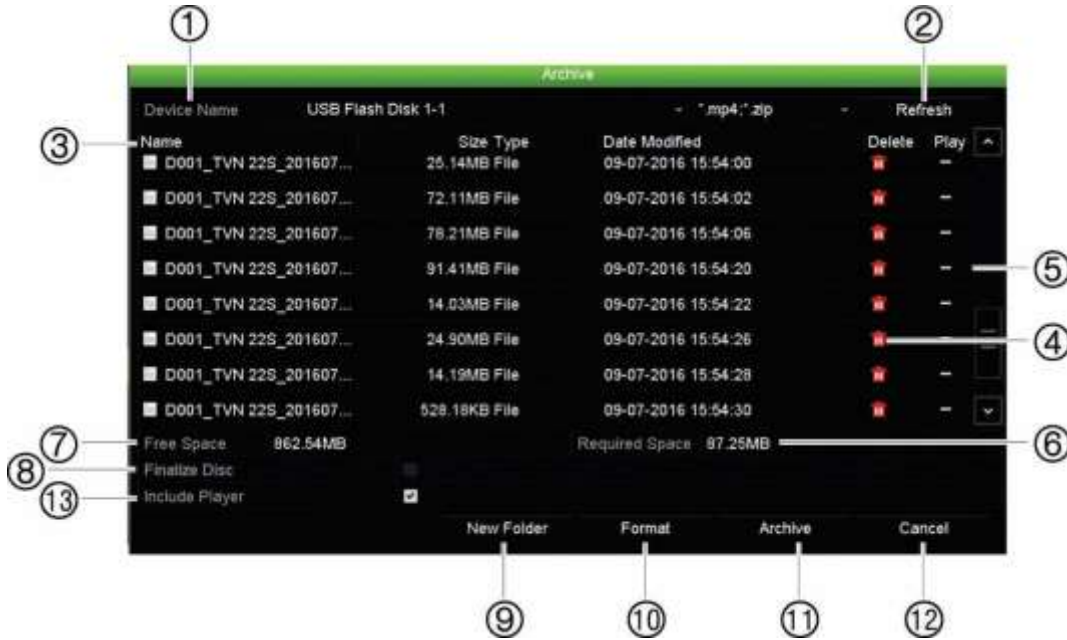 ① ②
Archive
Device Name USB Flash Disk 1-1 *.mp4;*.zip Refresh
③ Name Size Type Date Modified Delete Play
D001_TVN 22S_201607... 25.14MB File 09-07-2016 15:54:00
D001_TVN 22S_201607... 72.11MB File 09-07-2016 15:54:02
D001_TVN 22S_201607... 78.21MB File 09-07-2016 15:54:06
D001_TVN 22S_201607... 91.41MB File 09-07-2016 15:54:20 ⑤
D001_TVN 22S_201607... 14.03MB File 09-07-2016 15:54:22
D001_TVN 22S_201607... 24.90MB File 09-07-2016 15:54:26 ④
D001_TVN 22S_201607... 14.19MB File 09-07-2016 15:54:28
D001_TVN 22S_201607... 528.18KB File 09-07-2016 15:54:30
⑦ Free Space 862.54MB Required Space 87.25MB ⑥
⑧ Finalize Disc
⑬ Include Player
New Folder Format Archive Cancel
⑨ ⑩ ⑪ ⑫